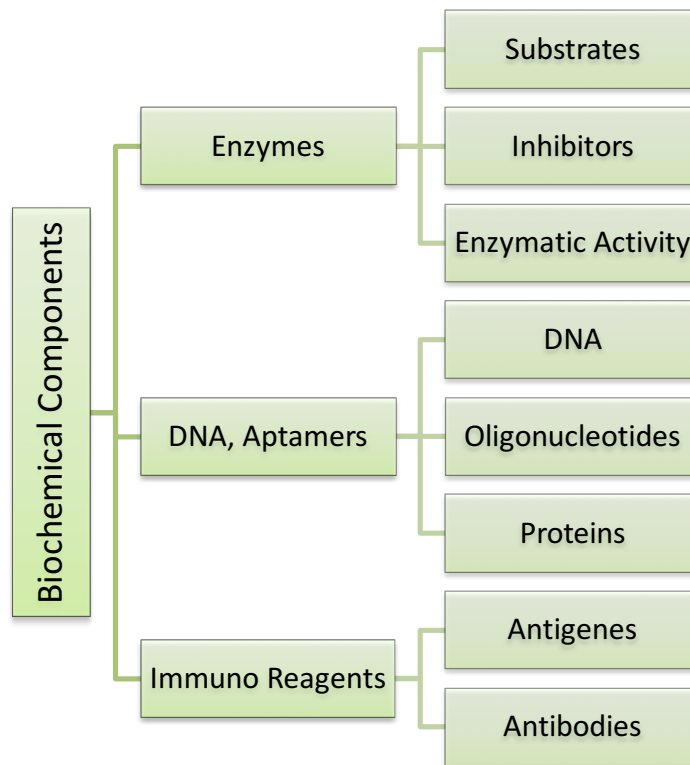 Biochemical Components
Enzymes
Substrates
Inhibitors
Enzymatic Activity
DNA, Aptamers
DNA
Oligonucleotides
Proteins
Immuno Reagents
Antigenes
Antibodies